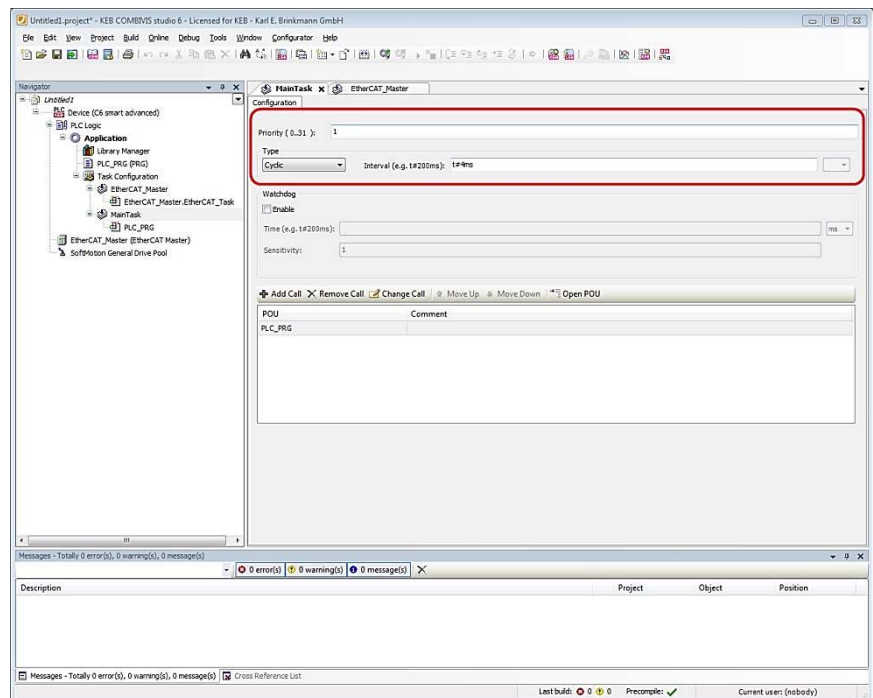 Untitled1.project* - KEB COMBIVIS studio 6 - Licensed for KEB - Karl E. Brinkmann GmbH
File Edit View Project Build Online Debug Tools Window Configurator Help
Navigator
Untitled1
Device (C6 smart advanced)
PLC Logic
Application
Library Manager
PLC_PRG (PRG)
Task Configuration
EtherCAT_Master
EtherCAT_Master.EtherCAT_Task
MainTask
PLC_PRG
EtherCAT_Master (EtherCAT Master)
SoftMotion General Drive Pool
MainTask x EtherCAT_Master
Configuration
Priority ( 0..31 ): 1
Type
Cyclic Interval (e.g. t#200ms): t#4ms
Watchdog
Enable
Time (e.g. t#200ms): ms
Sensitivity: 1
Add Call Remove Call Change Call Move Up Move Down Open POU
POU Comment
PLC_PRG
Messages - Totally 0 error(s), 0 warning(s), 0 message(s)
0 error(s) 0 warning(s) 0 message(s)
Description Project Object Position
Messages - Totally 0 error(s), 0 warning(s), 0 message(s) Cross Reference List
Last build: 0 0 Precompile: Current user: (nobody)